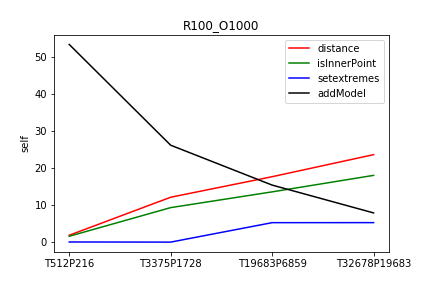 R100_O1000
distance
isInnerPoint
setextremes
addModel
self
50
40
30
20
10
0
T512P216 T3375P1728 T19683P6859 T32678P19683